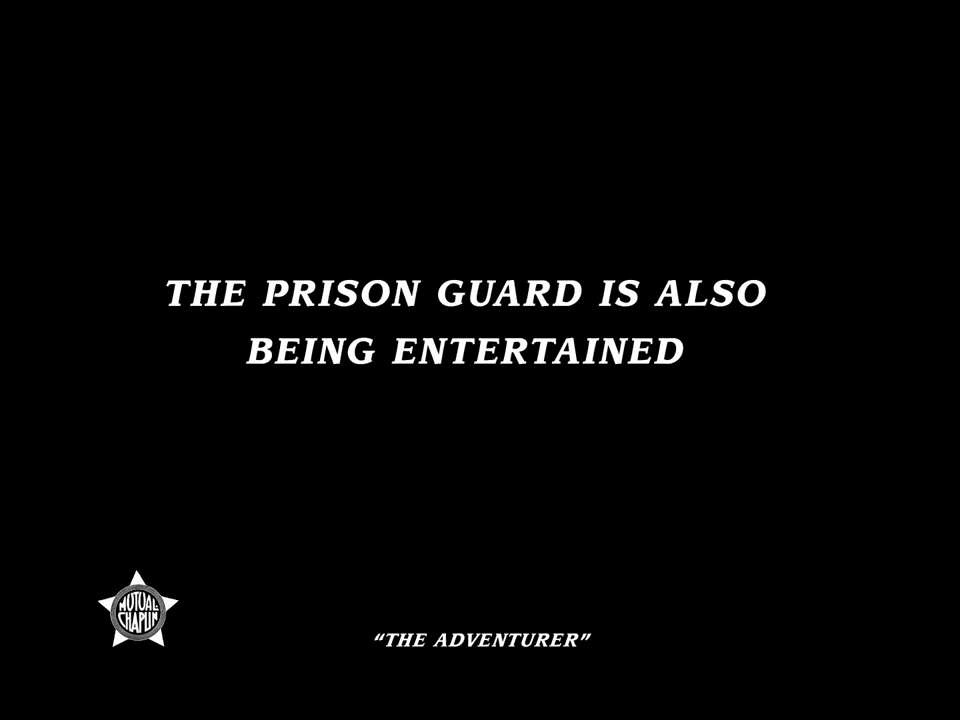 THE PRISON GUARD IS ALSO
BEING ENTERTAINED
MUTUAL
CHAPLIN
“THE ADVENTURER”